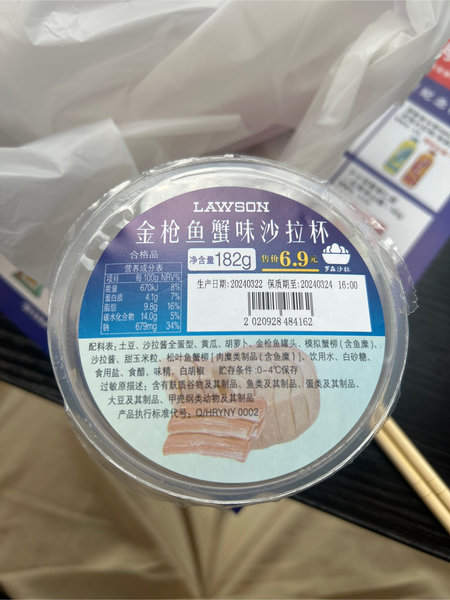 LAWSON
金枪鱼蟹味沙拉杯
合格品
净含量182g 售价6.9元
罗森沙拉
营养成分表
项目 每100g NRV%
能量 670kJ 8%
蛋白质 4.1g 7%
脂肪 9.8g 16%
碳水化合物 14.0g 5%
钠 679mg 34%
生产日期:20240322 保质期至:20240324 16:00
2 020928 484162
配料表:土豆、沙拉酱全蛋型、黄瓜、胡萝卜、金枪鱼罐头、模拟蟹柳(含鱼糜)、
沙拉酱、甜玉米粒、松叶鱼蟹柳[肉糜类制品(含鱼糜)]、饮用水、白砂糖、
食用盐、食醋、味精、白胡椒 贮存条件:0-4℃保存
过敏原描述:含有麸质谷物及其制品、鱼类及其制品、蛋类及其制品、
大豆及其制品、甲壳纲类动物及其制品
产品执行标准代号:Q/HRYNY 0002